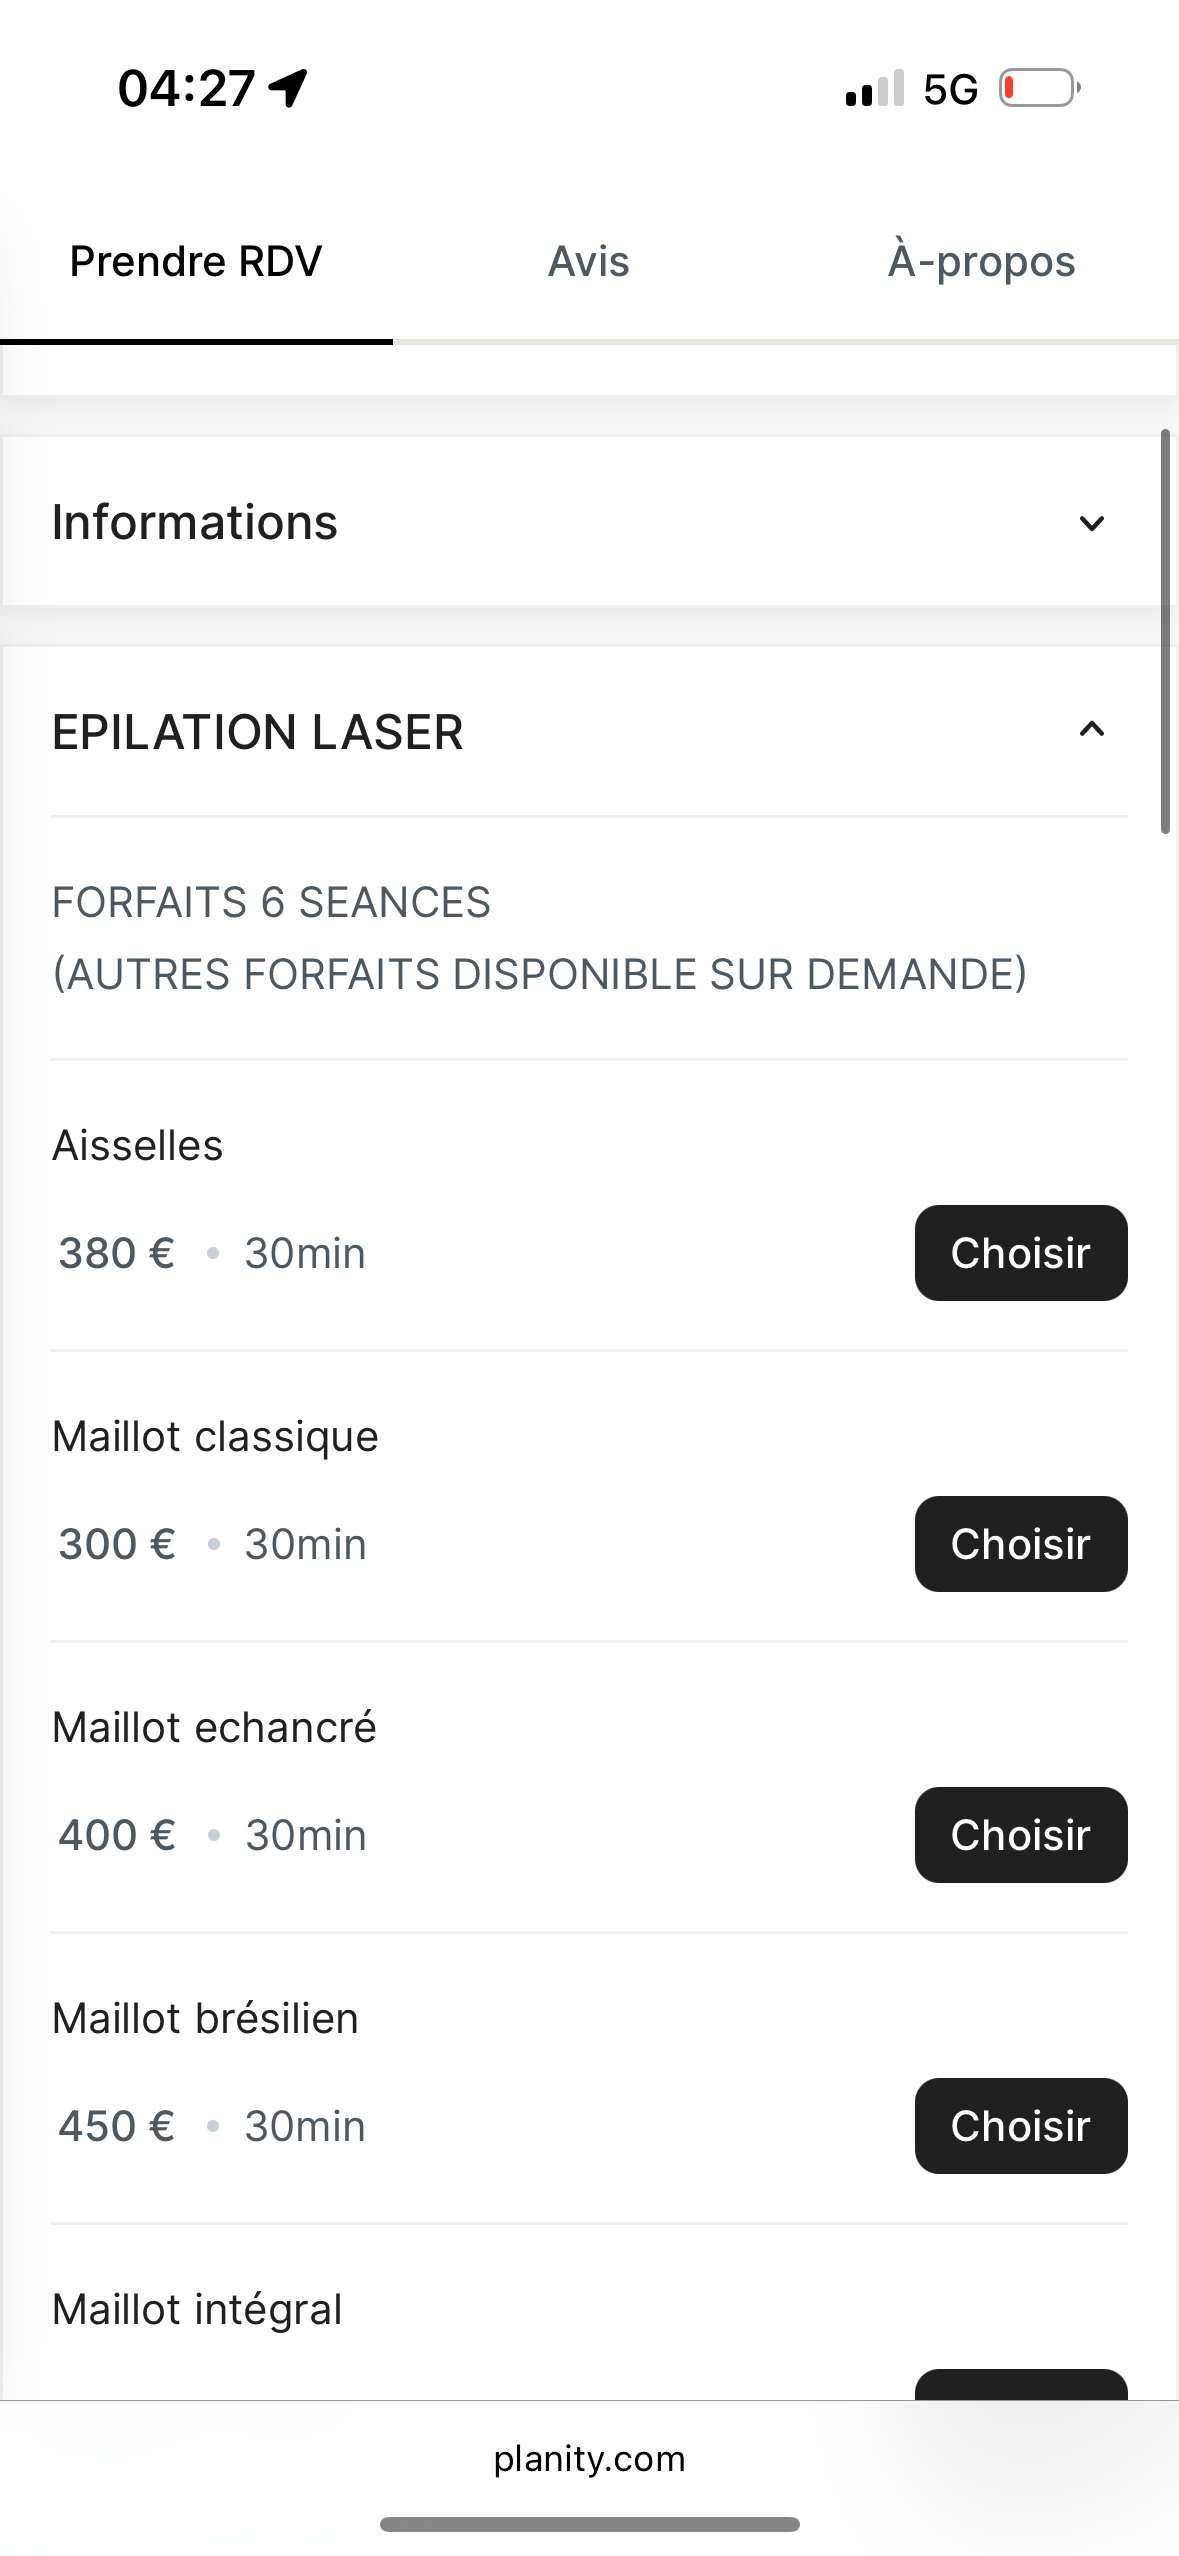 04:27
5G
Prendre RDV
Avis
À-propos
Informations
EPILATION LASER
FORFAITS 6 SEANCES
(AUTRES FORFAITS DISPONIBLE SUR DEMANDE)
Aisselles
380 € • 30min
Choisir
Maillot classique
300 € • 30min
Choisir
Maillot echancré
400 € • 30min
Choisir
Maillot brésilien
450 € • 30min
Choisir
Maillot intégral
planity.com